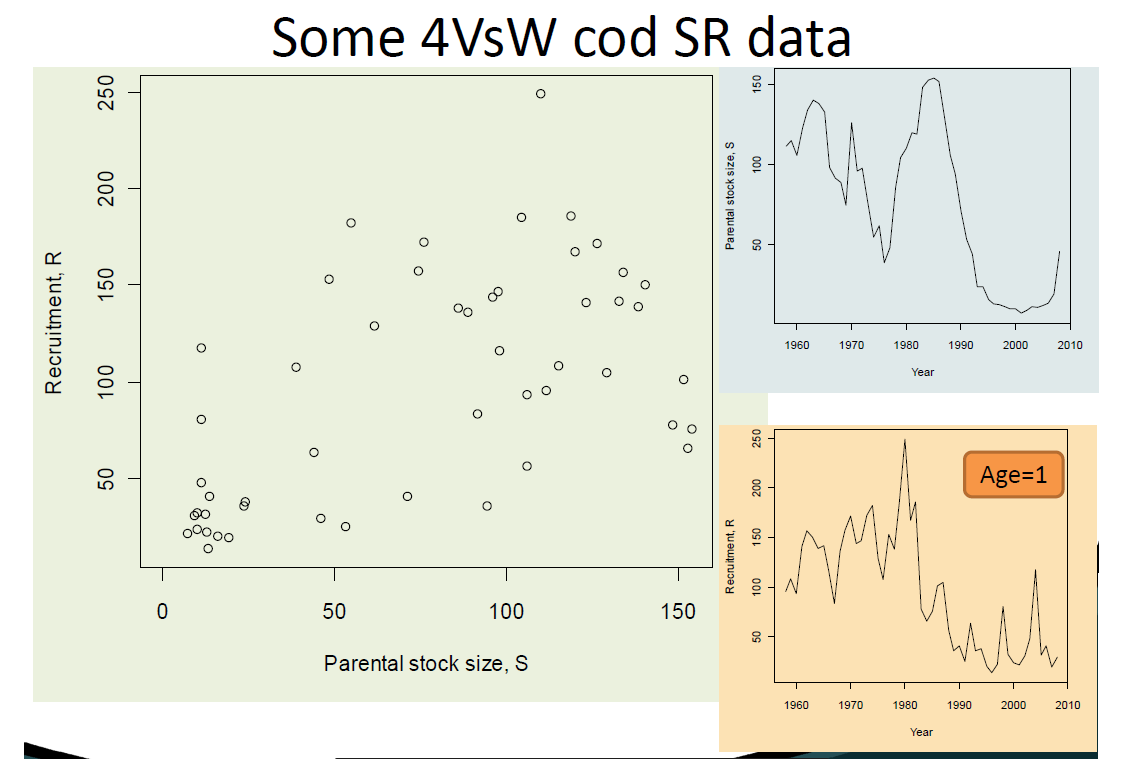 Some 4VsW cod SR data
250
200
150
100
50
Recruitment, R
0 50 100 150
Parental stock size, S
150
100
50
Parental stock size, S
1960 1970 1980 1990 2000 2010
Year
Age=1
250
200
150
100
50
Recruitment, R
1960 1970 1980 1990 2000 2010
Year